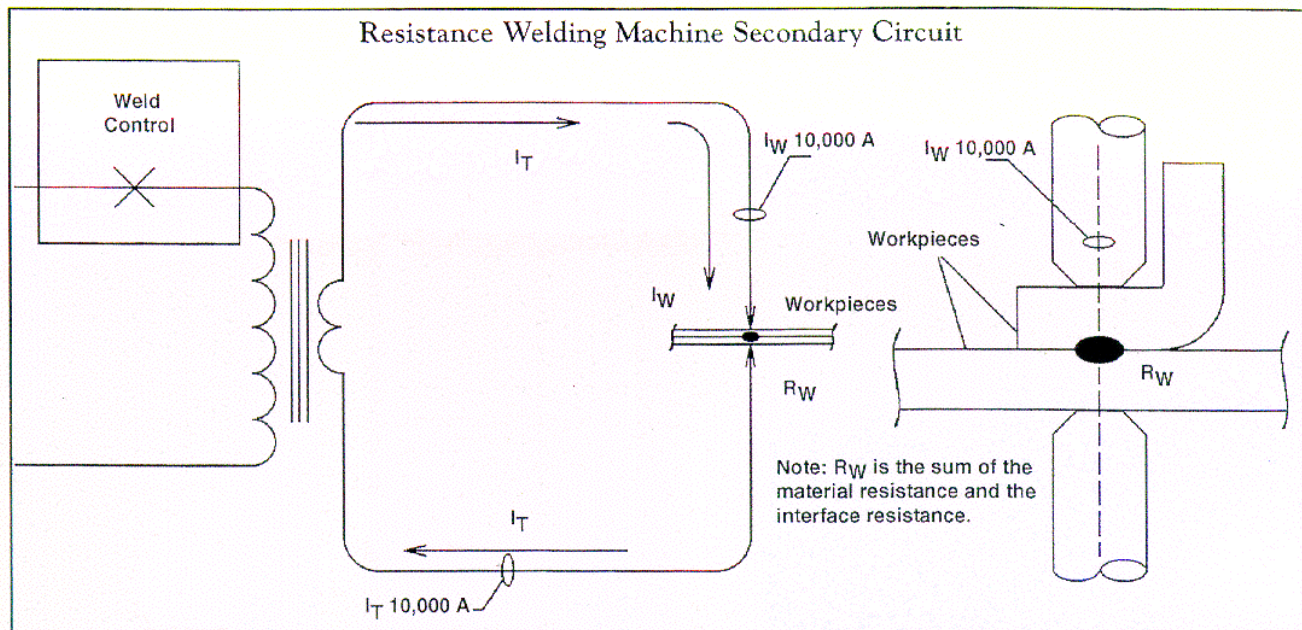 Resistance Welding Machine Secondary Circuit
Weld
Control
IT
IW 10,000 A
IW
Workpieces
RW
IT
IT 10,000 A
IW 10,000 A
Workpieces
RW
Note: RW is the sum of the
material resistance and the
interface resistance.